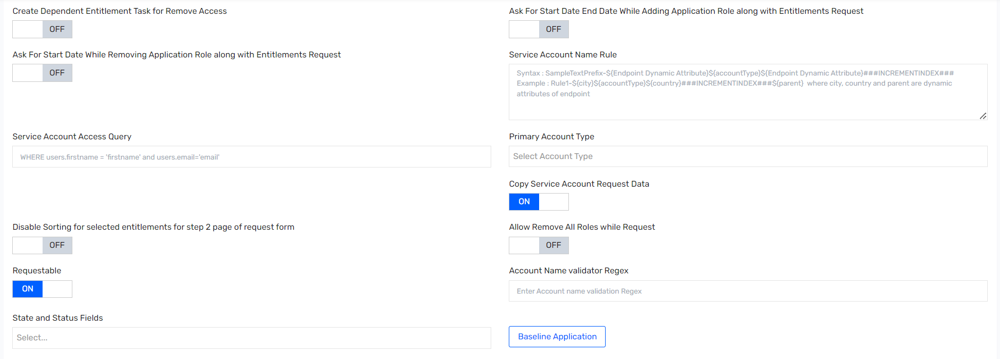 Create Dependent Entitlement Task for Remove Access
OFF
Ask For Start Date End Date While Adding Application Role along with Entitlements Request
OFF
Ask For Start Date While Removing Application Role along with Entitlements Request
OFF
Service Account Name Rule
Syntax : SampleTextPrefix-${Endpoint Dynamic Attribute}${accountType}${Endpoint Dynamic Attribute}###INCREMENTINDEX###
Example : Rule1-${city}${accountType}${country}###INCREMENTINDEX###${parent}  where city, country and parent are dynamic
attributes of endpoint
Service Account Access Query
WHERE users.firstname = 'firstname' and users.email='email'
Primary Account Type
Select Account Type
Copy Service Account Request Data
ON
Disable Sorting for selected entitlements for step 2 page of request form
OFF
Allow Remove All Roles while Request
OFF
Requestable
ON
Account Name validator Regex
Enter Account name validation Regex
State and Status Fields
Select...
Baseline Application